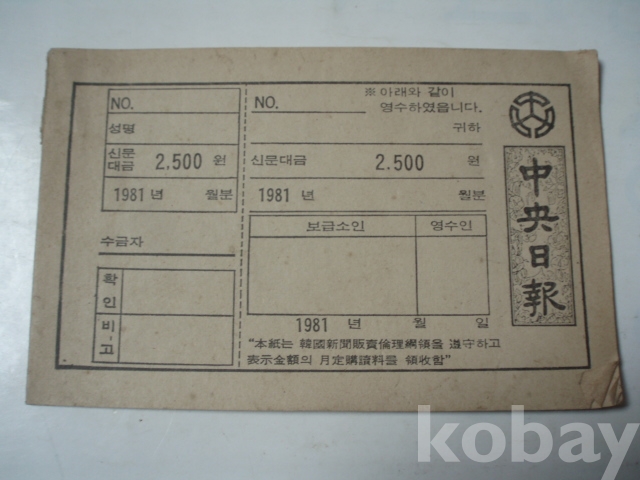 NO.
성명
신문대금 2,500 원
1981 년 월분
수금자
확인
비고
NO.
※아래와 같이
영수하였읍니다.
귀하
신문대금 2.500 원
1981 년 월분
보급소인 영수인
1981 년 월 일
"本紙는 韓國新聞販賣倫理綱領을 遵守하고
表示金額의 月定購讀料를 領收함"
中央日報
kobay